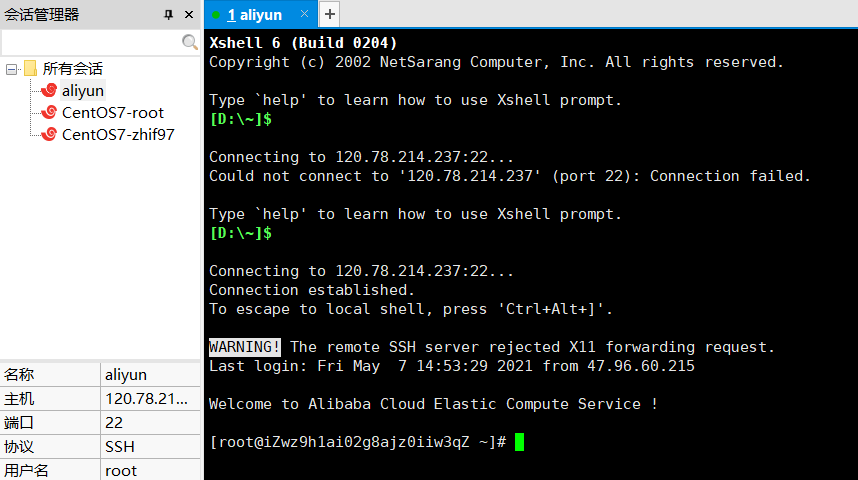 会话管理器
所有会话
aliyun
CentOS7-root
CentOS7-zhif97
名称 aliyun
主机 120.78.21...
端口 22
协议 SSH
用户名 root
1 aliyun × +
Xshell 6 (Build 0204)
Copyright (c) 2002 NetSarang Computer, Inc. All rights reserved.
Type `help' to learn how to use Xshell prompt.
[D:\~]$
Connecting to 120.78.214.237:22...
Could not connect to '120.78.214.237' (port 22): Connection failed.
Type `help' to learn how to use Xshell prompt.
[D:\~]$
Connecting to 120.78.214.237:22...
Connection established.
To escape to local shell, press 'Ctrl+Alt+]'.
WARNING! The remote SSH server rejected X11 forwarding request.
Last login: Fri May  7 14:53:29 2021 from 47.96.60.215
Welcome to Alibaba Cloud Elastic Compute Service !
[root@iZwz9h1ai02g8ajz0iiw3qZ ~]#